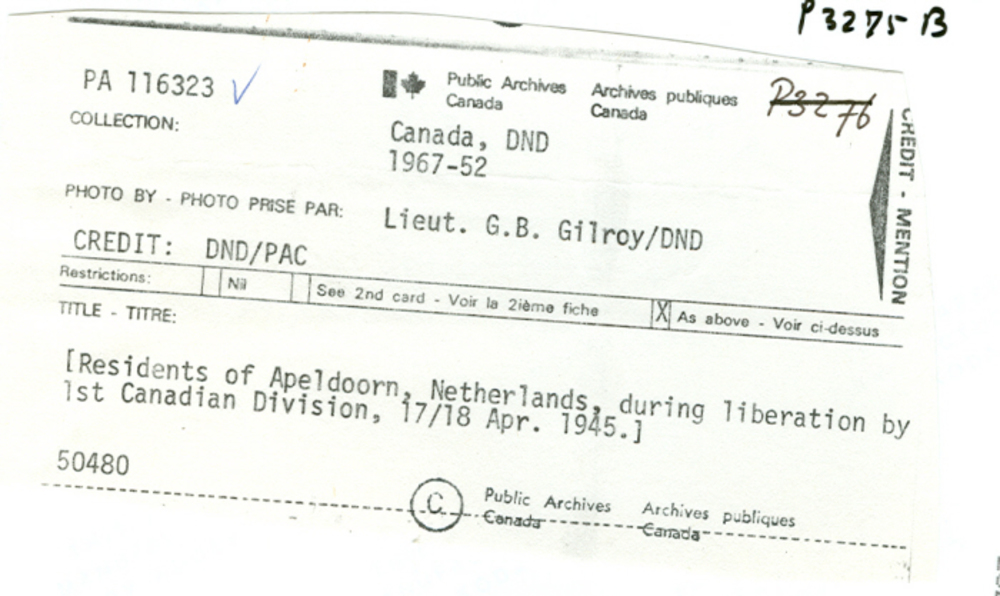 P3275 B
PA 116323 ✓
Public Archives Canada
Archives publiques Canada
P3276
CREDIT - MENTION
COLLECTION:
Canada, DND
1967-52
PHOTO BY - PHOTO PRISE PAR: Lieut. G.B. Gilroy/DND
CREDIT: DND/PAC
Restrictions: Nil See 2nd card - Voir la 2ième fiche X As above - Voir ci-dessus
TITLE - TITRE:
[Residents of Apeldoorn, Netherlands, during liberation by
1st Canadian Division, 17/18 Apr. 1945.]
50480
C
Public Archives Canada
Archives publiques Canada